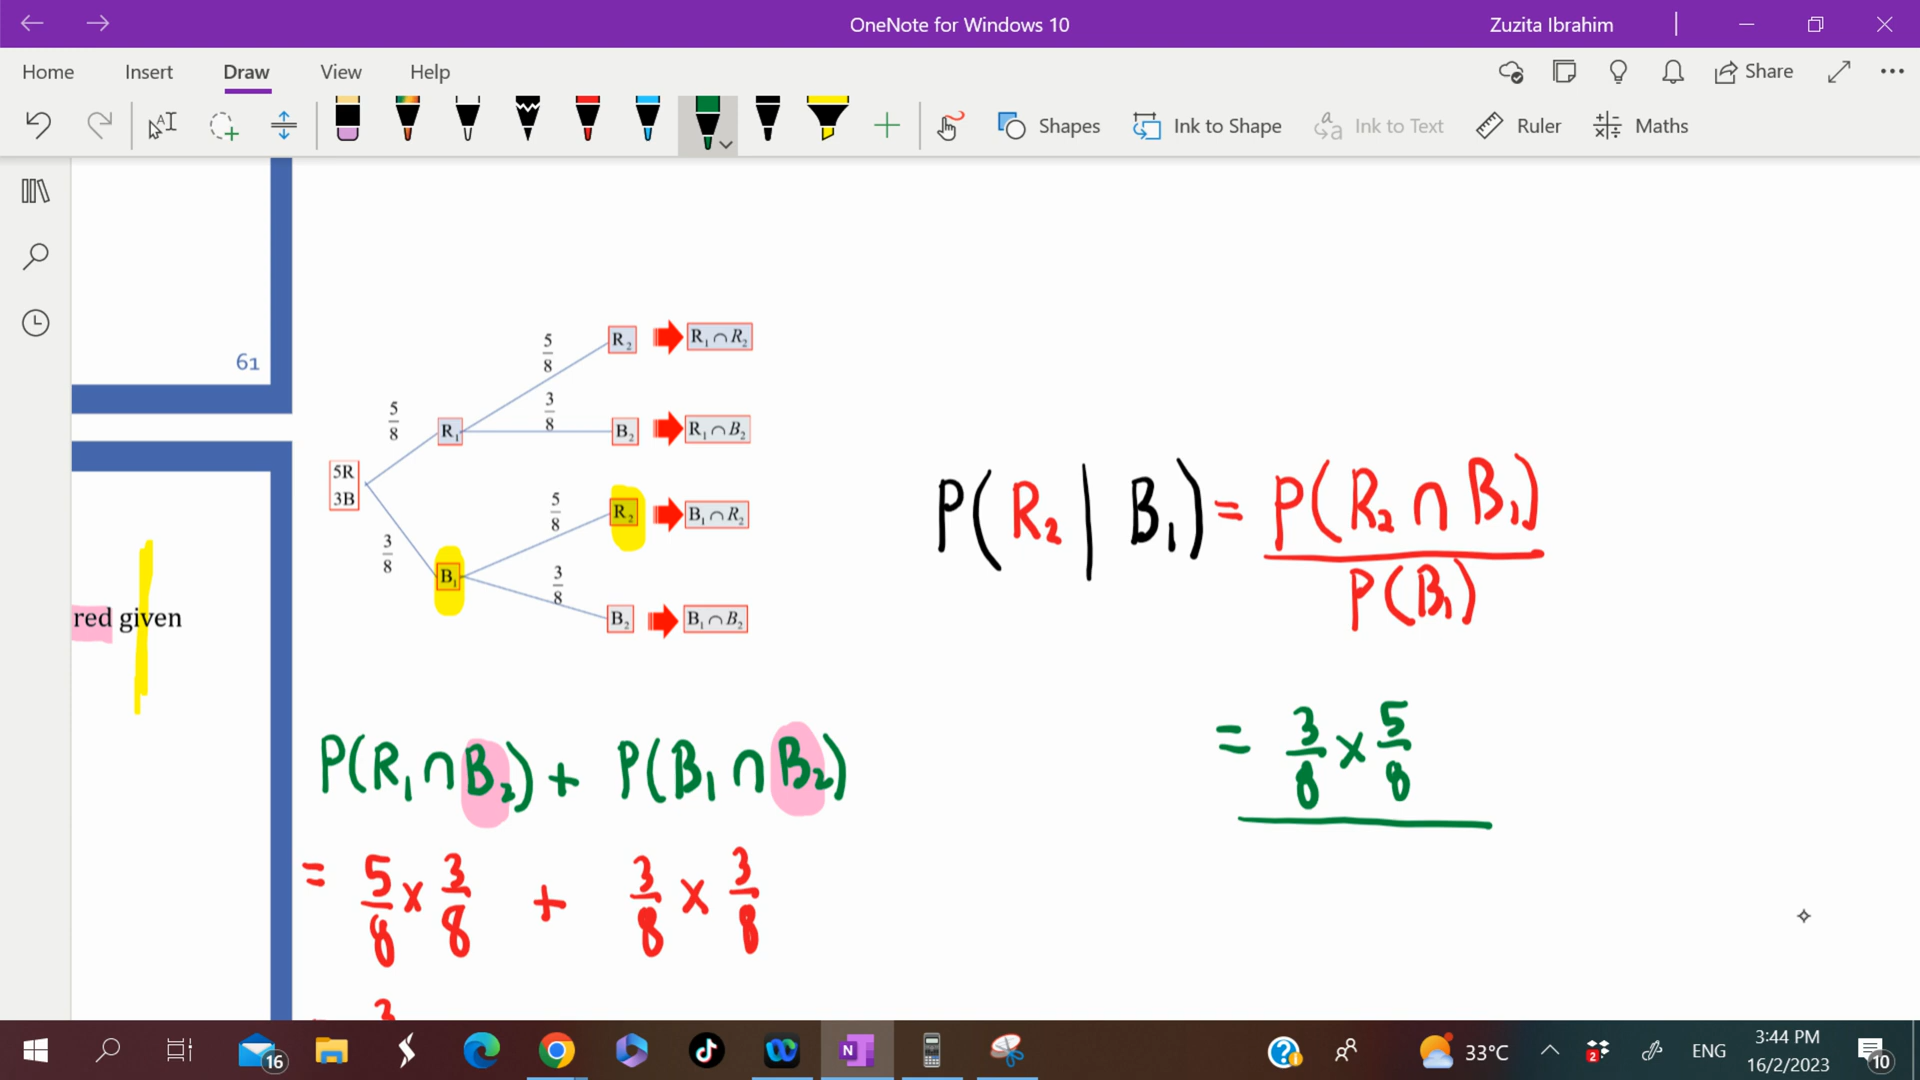 OneNote for Windows 10
Zuzita Ibrahim
Home Insert Draw View Help
Share
Shapes Ink to Shape Ink to Text Ruler Maths
61
red given
5R
3B
5/8
3/8
R₁
B₁
5/8
3/8
5/8
3/8
R₂ R₁ ∩ R₂
B₂ R₁ ∩ B₂
R₂ B₁ ∩ R₂
B₂ B₁ ∩ B₂
P(R₂ | B₁) = P(R₂ ∩ B₁)
P(B₁)
= 3/8 × 5/8
P(R₁ ∩ B₂) + P(B₁ ∩ B₂)
= 5/8 × 3/8 + 3/8 × 3/8
= 3
16
N
2
33°C
ENG
3:44 PM
16/2/2023
10